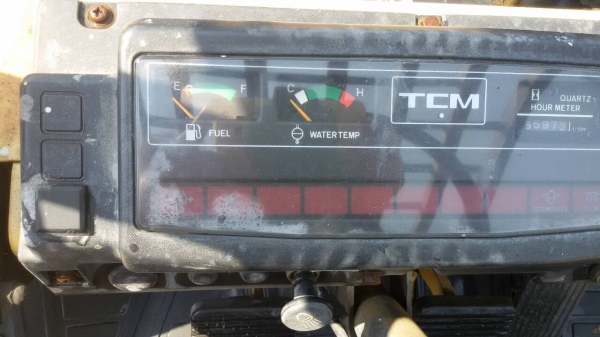 E F
FUEL
C H
WATER TEMP
TCM
QUARTZ
HOUR METER